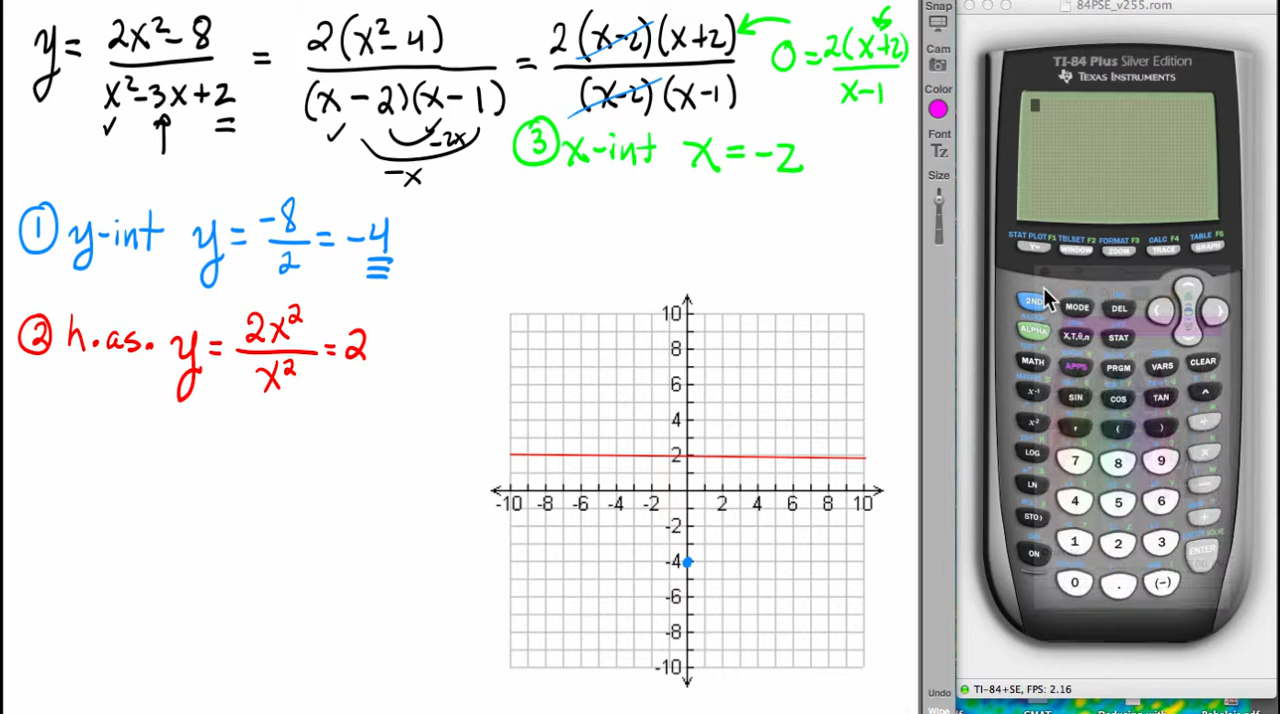 y = (2x² - 8)/(x² - 3x + 2) = 2(x² - 4)/((x - 2)(x - 1)) = 2(x - 2)(x + 2)/((x - 2)(x - 1))
0 = 2(x + 2)/(x - 1)
✓ ↑ ✓ -2x
-x
③ x-int x = -2
① y-int y = -8/2 = -4
② h.as. y = 2x²/x² = 2
10
8
6
4
2
-10 -8 -6 -4 -2 2 4 6 8 10
-2
-4
-6
-8
-10
Snap
Cam
Color
Font
Tz
Size
Undo
84PSE_v255.rom
TI-84 Plus Silver Edition
TEXAS INSTRUMENTS
STAT PLOT F1 TBLSET F2 FORMAT F3 CALC F4 TABLE F5
Y= WINDOW ZOOM TRACE GRAPH
2ND MODE DEL
ALPHA X,T,θ,n STAT
MATH APPS PRGM VARS CLEAR
x⁻¹ SIN COS TAN ^
x² , ( ) ÷
LOG 7 8 9 ×
LN 4 5 6 −
STO› 1 2 3 +
ON 0 . (−) ENTER
TI-84+SE, FPS: 2.16